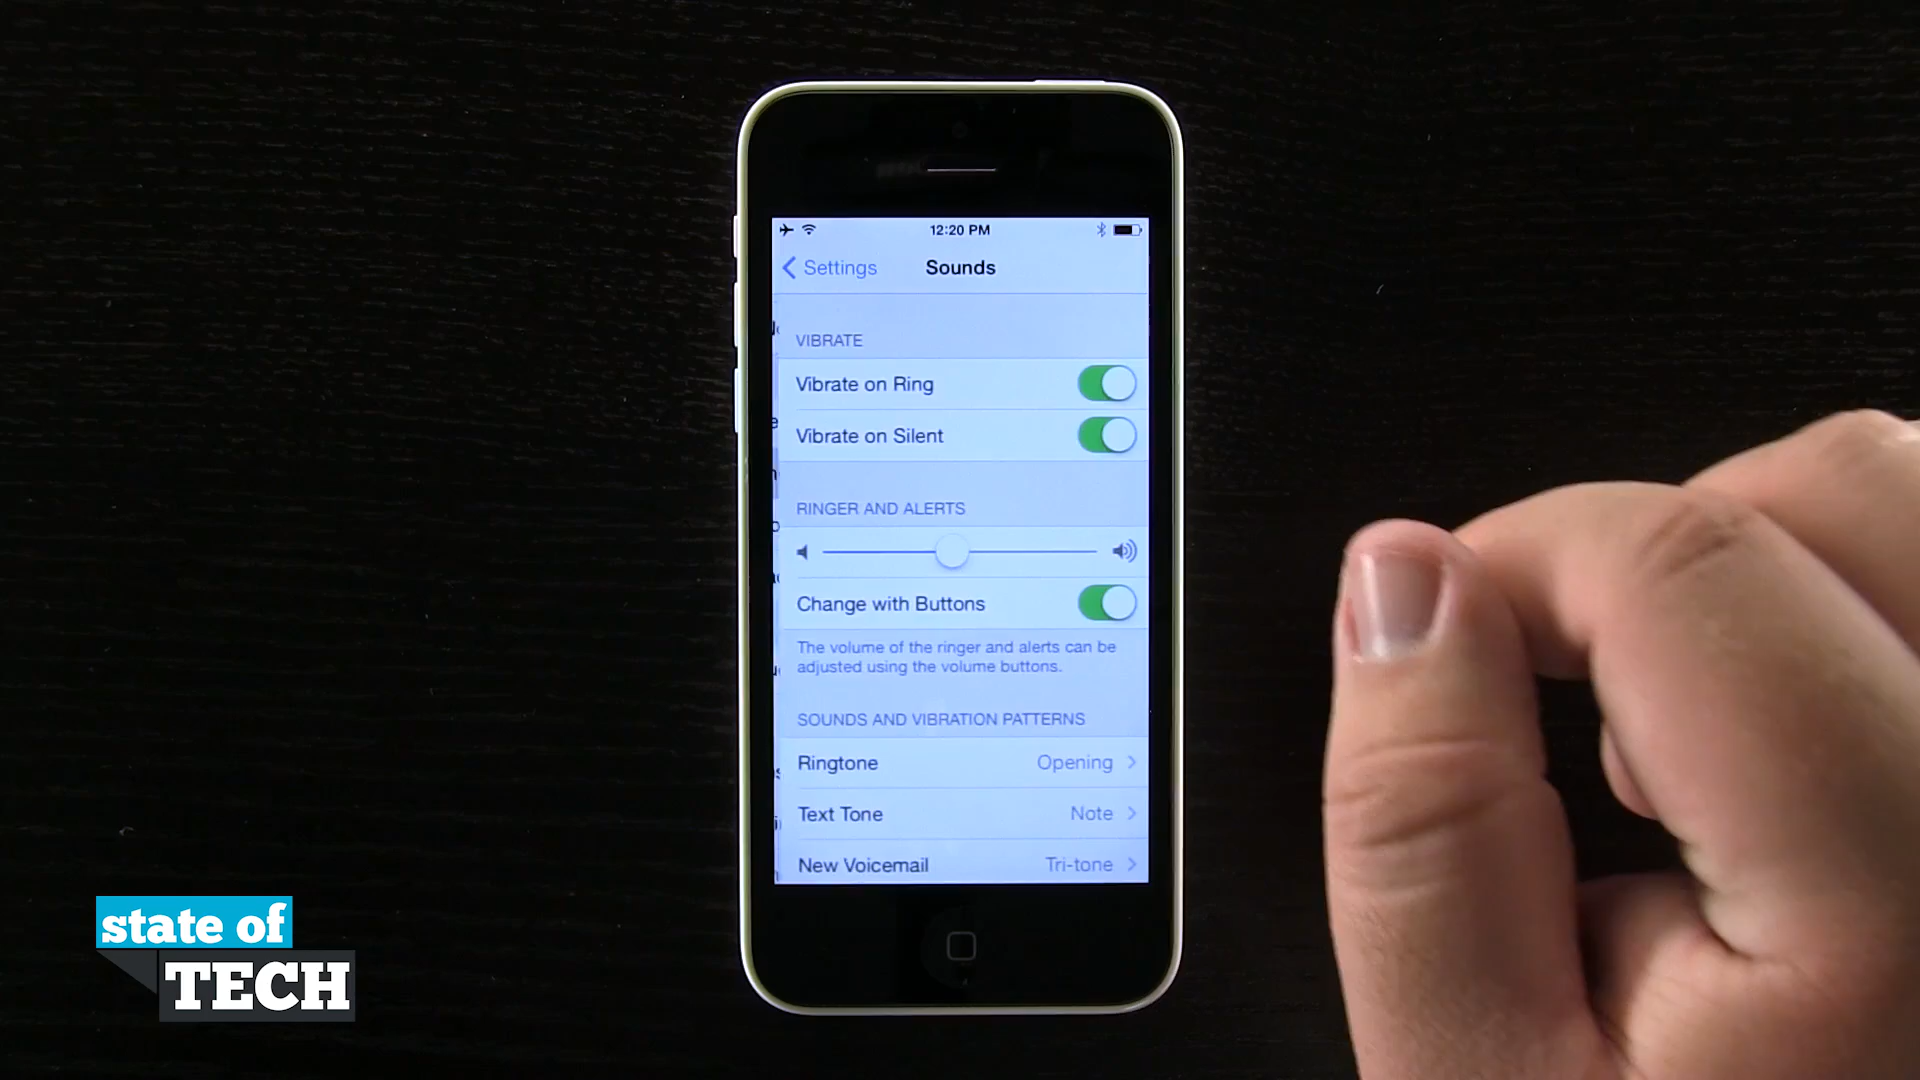 12:20 PM
Settings
Sounds
VIBRATE
Vibrate on Ring
Vibrate on Silent
RINGER AND ALERTS
Change with Buttons
The volume of the ringer and alerts can be
adjusted using the volume buttons.
SOUNDS AND VIBRATION PATTERNS
Ringtone Opening
Text Tone Note
New Voicemail Tri-tone
state of
TECH